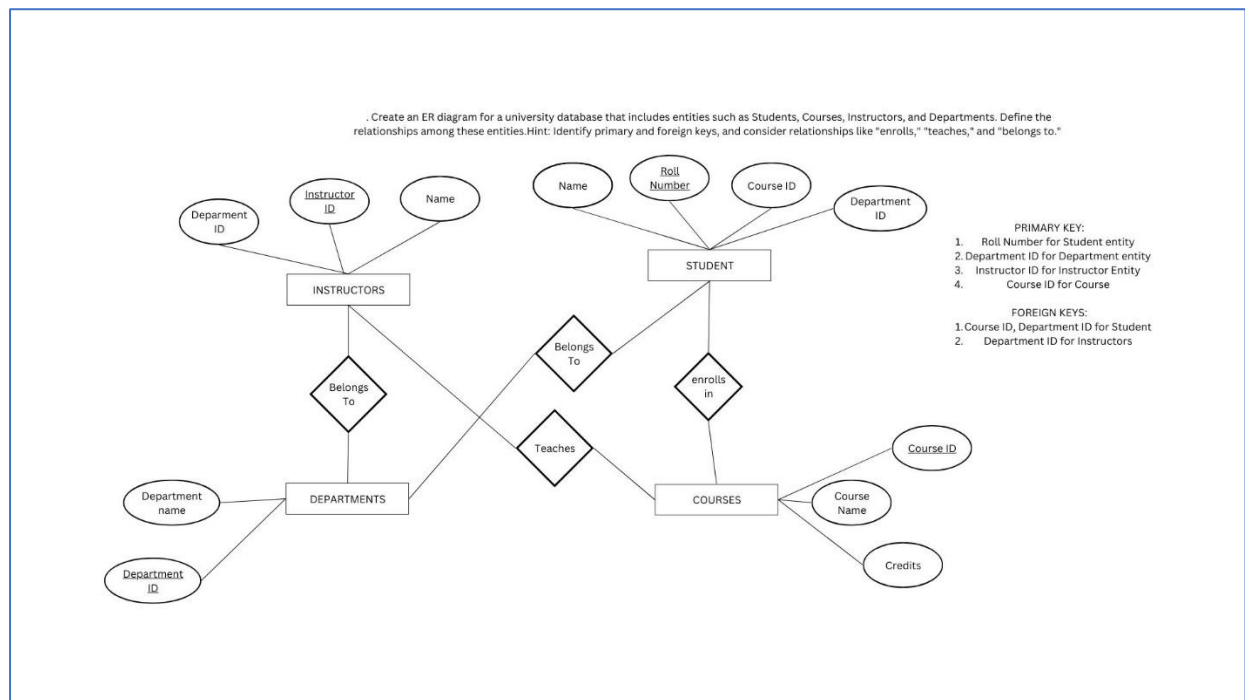 . Create an ER diagram for a university database that includes entities such as Students, Courses, Instructors, and Departments. Define the
relationships among these entities.Hint: Identify primary and foreign keys, and consider relationships like "enrolls," "teaches," and "belongs to."
Deparment
ID
Instructor
ID
Name
INSTRUCTORS
Name
Roll
Number
Course ID
Department
ID
STUDENT
PRIMARY KEY:
1. Roll Number for Student entity
2. Department ID for Department entity
3. Instructor ID for Instructor Entity
4. Course ID for Course
FOREIGN KEYS:
1. Course ID, Department ID for Student
2. Department ID for Instructors
Belongs
To
Belongs
To
enrolls
in
Teaches
Department
name
Department
ID
DEPARTMENTS
COURSES
Course ID
Course
Name
Credits